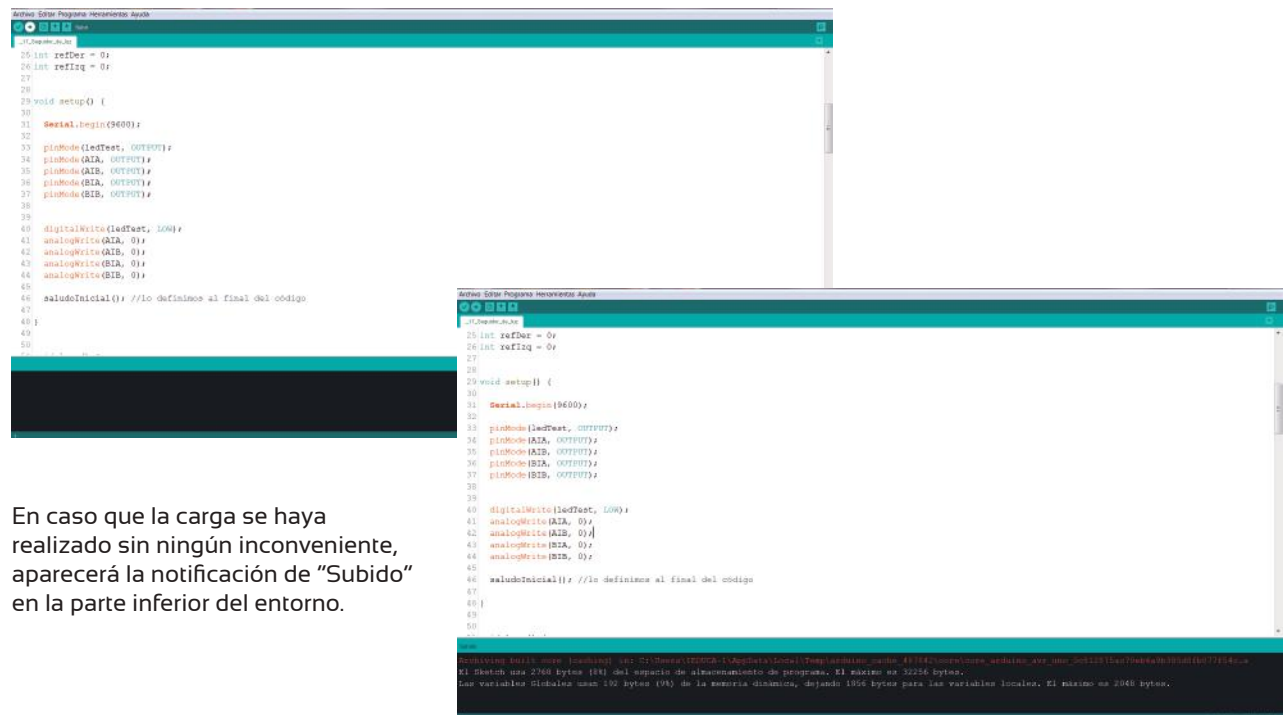 Archivo Editar Programa Herramientas Ayuda
25 int refDer = 0;
26 int refIzq = 0;
27
28
29 void setup() {
30
31 Serial.begin(9600);
32
33 pinMode(ledTest, OUTPUT);
34 pinMode(AIA, OUTPUT);
35 pinMode(AIB, OUTPUT);
36 pinMode(BIA, OUTPUT);
37 pinMode(BIB, OUTPUT);
38
39
40 digitalWrite(ledTest, LOW);
41 analogWrite(AIA, 0);
42 analogWrite(AIB, 0);
43 analogWrite(BIA, 0);
44 analogWrite(BIB, 0);
45
46 saludoInicial(); //lo definimos al final del código
47
48 }
49
50
En caso que la carga se haya
realizado sin ningún inconveniente,
aparecerá la notificación de “Subido”
en la parte inferior del entorno.
Archivo Editar Programa Herramientas Ayuda
25 int refDer = 0;
26 int refIzq = 0;
27
28
29 void setup() {
30
31 Serial.begin(9600);
32
33 pinMode(ledTest, OUTPUT);
34 pinMode(AIA, OUTPUT);
35 pinMode(AIB, OUTPUT);
36 pinMode(BIA, OUTPUT);
37 pinMode(BIB, OUTPUT);
38
39
40 digitalWrite(ledTest, LOW);
41 analogWrite(AIA, 0);
42 analogWrite(AIB, 0);
43 analogWrite(BIA, 0);
44 analogWrite(BIB, 0);
45
46 saludoInicial(); //lo definimos al final del código
47
48 }
49
50
Archiving built core (caching) in:
El Sketch usa 2760 bytes (8%) del espacio de almacenamiento de programa. El máximo es 32256 bytes.
Las variables Globales usan 192 bytes (9%) de la memoria dinámica, dejando 1856 bytes para las variables locales. El máximo es 2048 bytes.